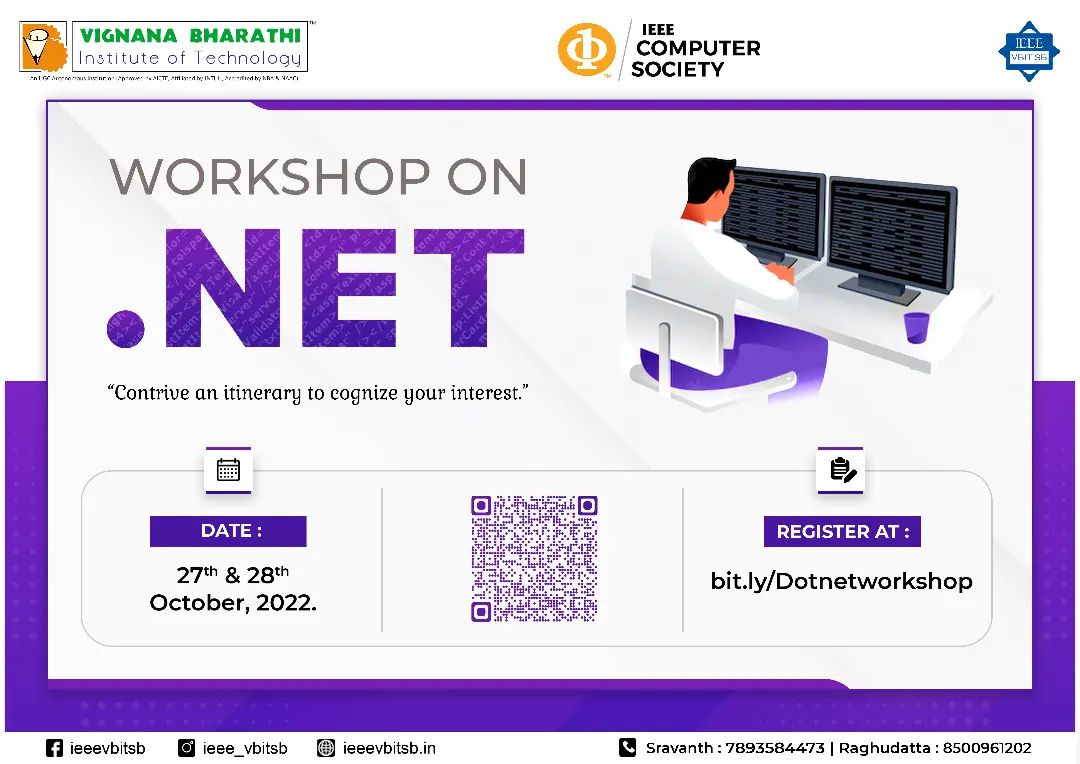 VIGNANA BHARATHI
Institute of Technology
TM
IEEE
COMPUTER
SOCIETY
TM
IEEE
VBIT SB
WORKSHOP ON
.NET
“Contrive an itinerary to cognize your interest.”
DATE :
27th & 28th
October, 2022.
REGISTER AT :
bit.ly/Dotnetworkshop
ieeevbitsb
ieee_vbitsb
ieeevbitsb.in
Sravanth : 7893584473 | Raghudatta : 8500961202